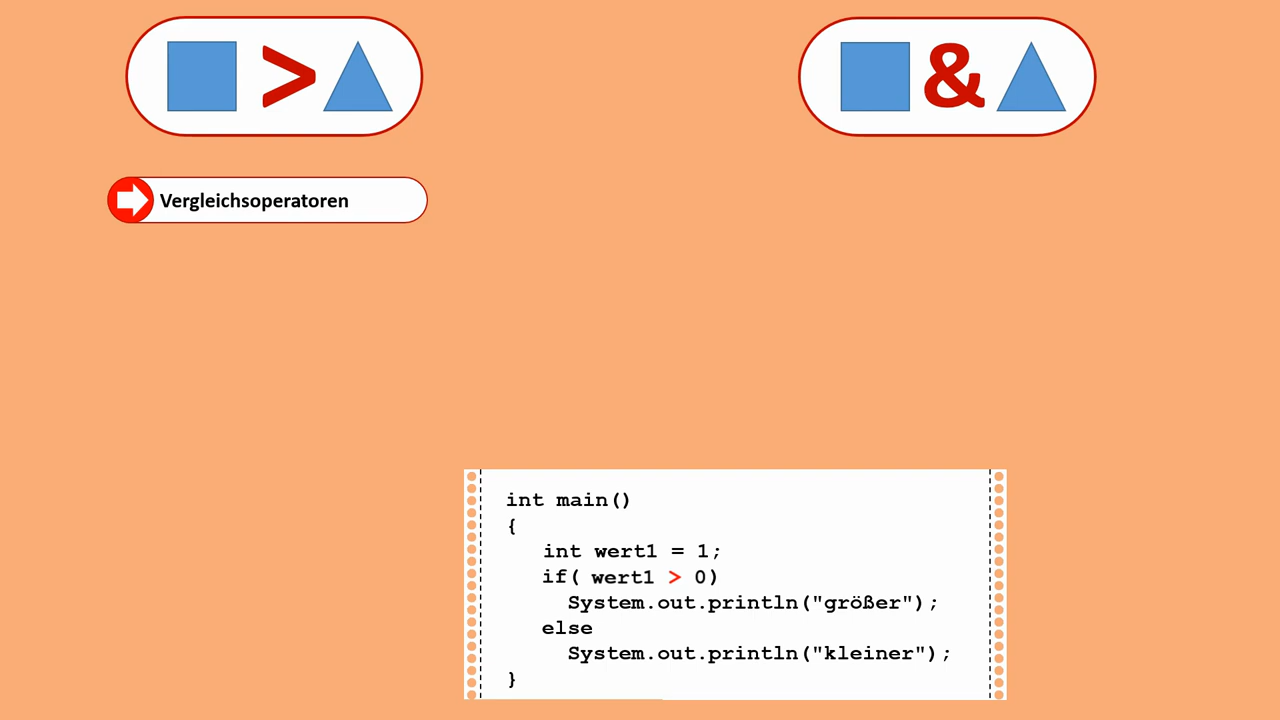 >
&
Vergleichsoperatoren
int main()
{
int wert1 = 1;
if( wert1 > 0)
System.out.println("größer");
else
System.out.println("kleiner");
}